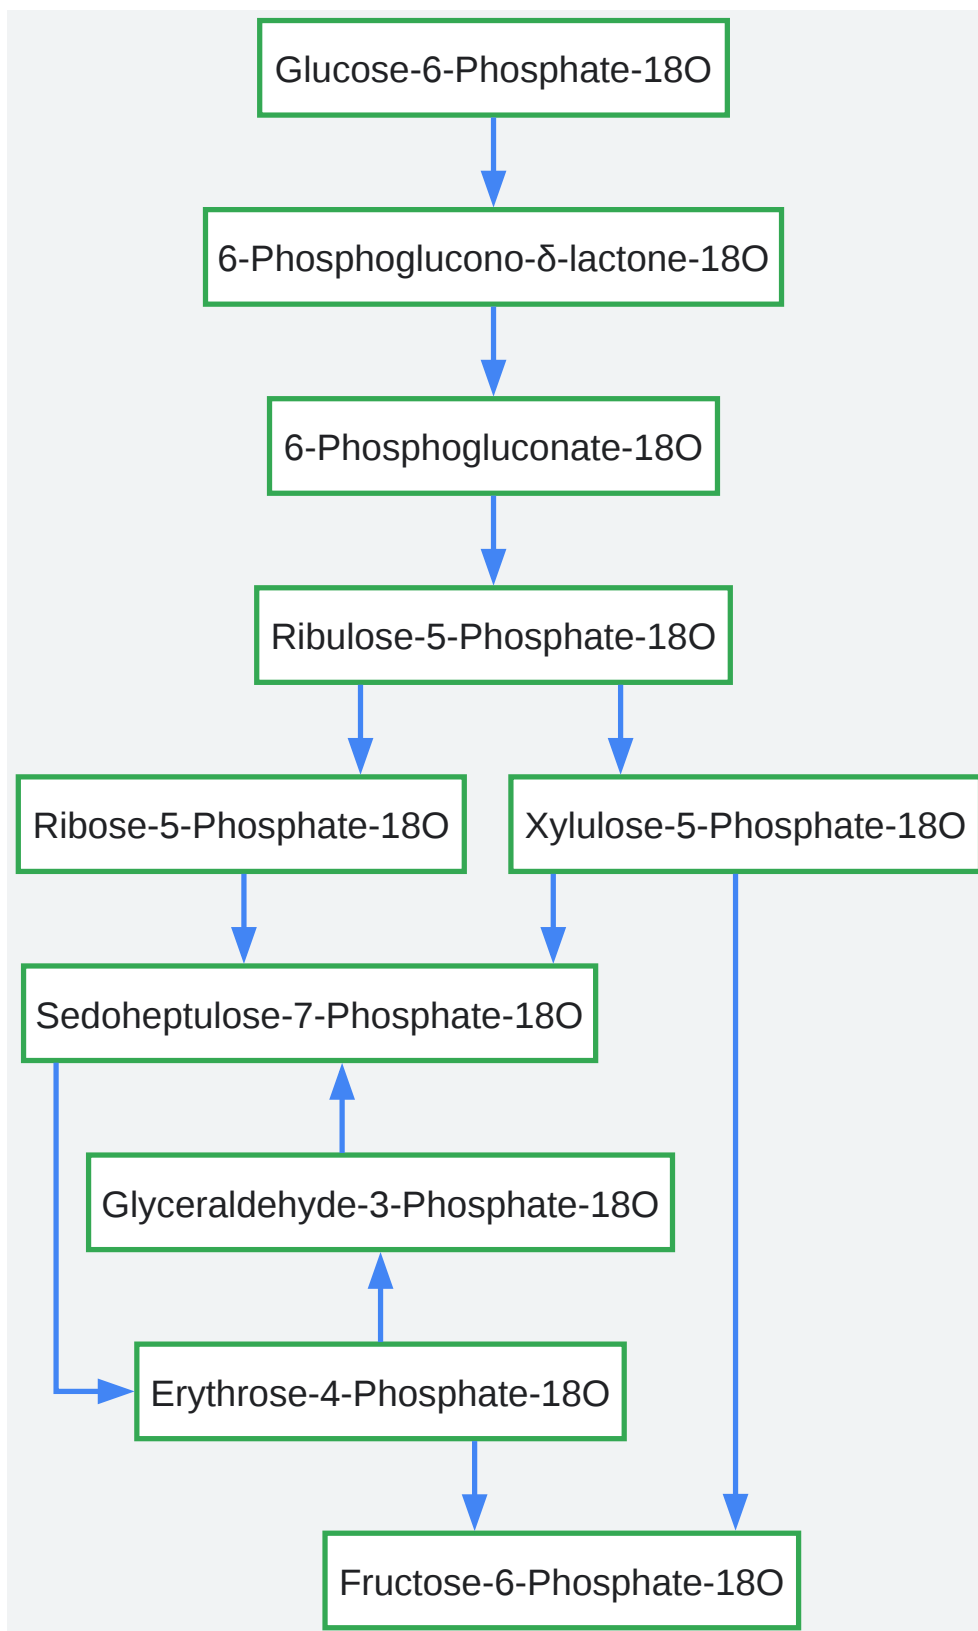 Glucose-6-Phosphate-18O
6-Phosphoglucono-δ-lactone-18O
6-Phosphogluconate-18O
Ribulose-5-Phosphate-18O
Ribose-5-Phosphate-18O
Xylulose-5-Phosphate-18O
Sedoheptulose-7-Phosphate-18O
Glyceraldehyde-3-Phosphate-18O
Erythrose-4-Phosphate-18O
Fructose-6-Phosphate-18O